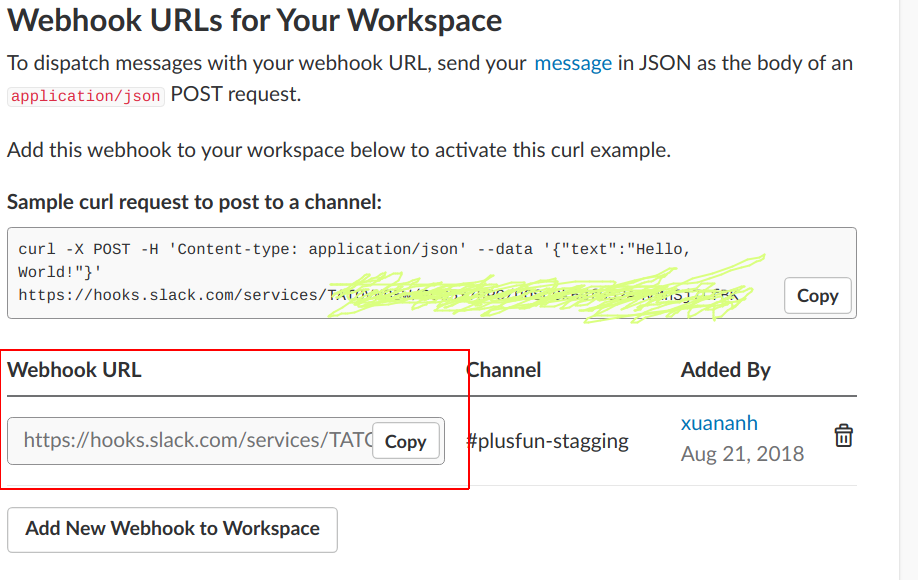 Webhook URLs for Your Workspace
To dispatch messages with your webhook URL, send your message in JSON as the body of an
application/json POST request.
Add this webhook to your workspace below to activate this curl example.
Sample curl request to post to a channel:
curl -X POST -H 'Content-type: application/json' --data '{"text":"Hello,
World!"}'
https://hooks.slack.com/services/
Copy
Webhook URL Channel Added By
https://hooks.slack.com/services/TATO Copy #plusfun-stagging xuananh
Aug 21, 2018
Add New Webhook to Workspace